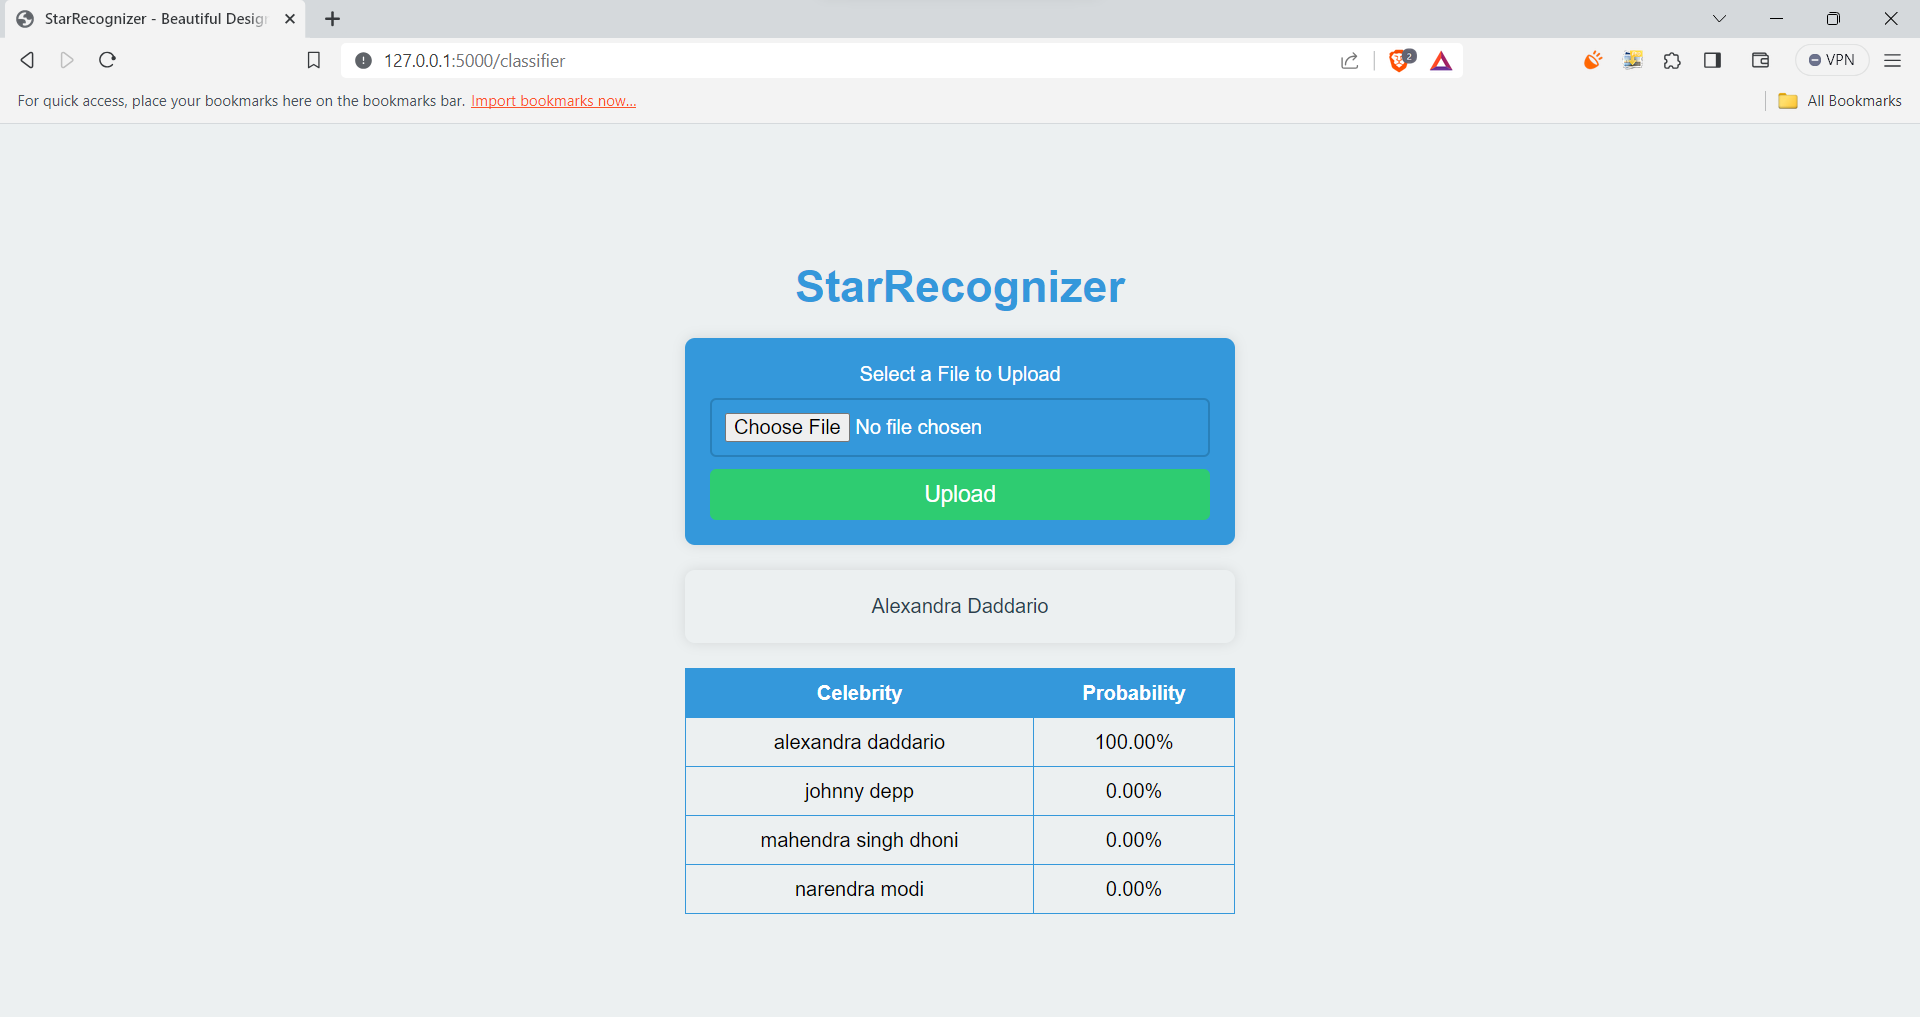 StarRecognizer - Beautiful Desig
127.0.0.1:5000/classifier
2
VPN
For quick access, place your bookmarks here on the bookmarks bar. Import bookmarks now...
All Bookmarks
StarRecognizer
Select a File to Upload
Choose File No file chosen
Upload
Alexandra Daddario
Celebrity Probability
alexandra daddario 100.00%
johnny depp 0.00%
mahendra singh dhoni 0.00%
narendra modi 0.00%